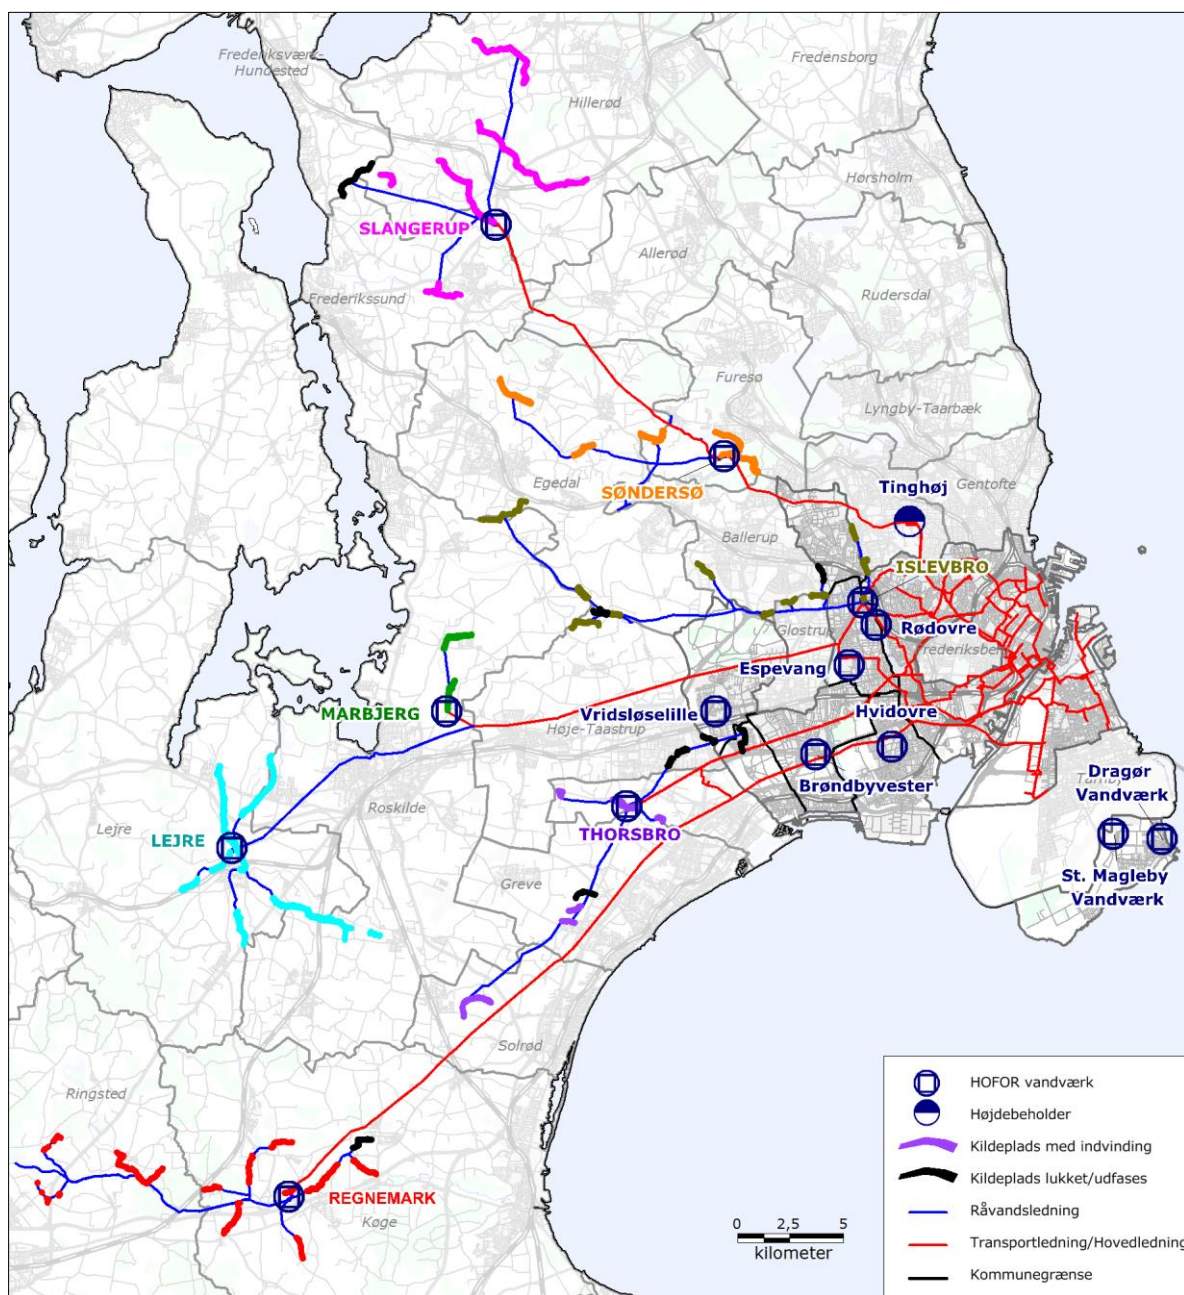 Frederiksværk-
Hundested
Fredensborg
Hillerød
Hørsholm
SLANGERUP
Allerød
Rudersdal
Frederikssund
Furesø
Lyngby-Taarbæk
Egedal
SØNDERSØ
Tinghøj
Gentofte
Ballerup
ISLEVBRO
Glostrup
Rødovre
Frederiksberg
Espevang
MARBJERG
Vridsløselille
Hvidovre
Høje-Taastrup
Brøndbyvester
Dragør
Vandværk
Tårnby
Roskilde
Lejre
LEJRE
THORSBRO
Greve
St. Magleby
Vandværk
Solrød
Ringsted
REGNEMARK
Køge
0 2,5 5
kilometer
HOFOR vandværk
Højdebeholder
Kildeplads med indvinding
Kildeplads lukket/udfases
Råvandsledning
Transportledning/Hovedledning
Kommunegrænse